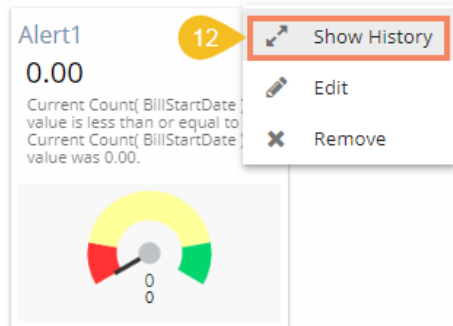 Alert1
0.00
Current Count( BillStartDate )
value is less than or equal to
Current Count( BillStartDate )
value was 0.00.
0
0
12
Show History
Edit
Remove